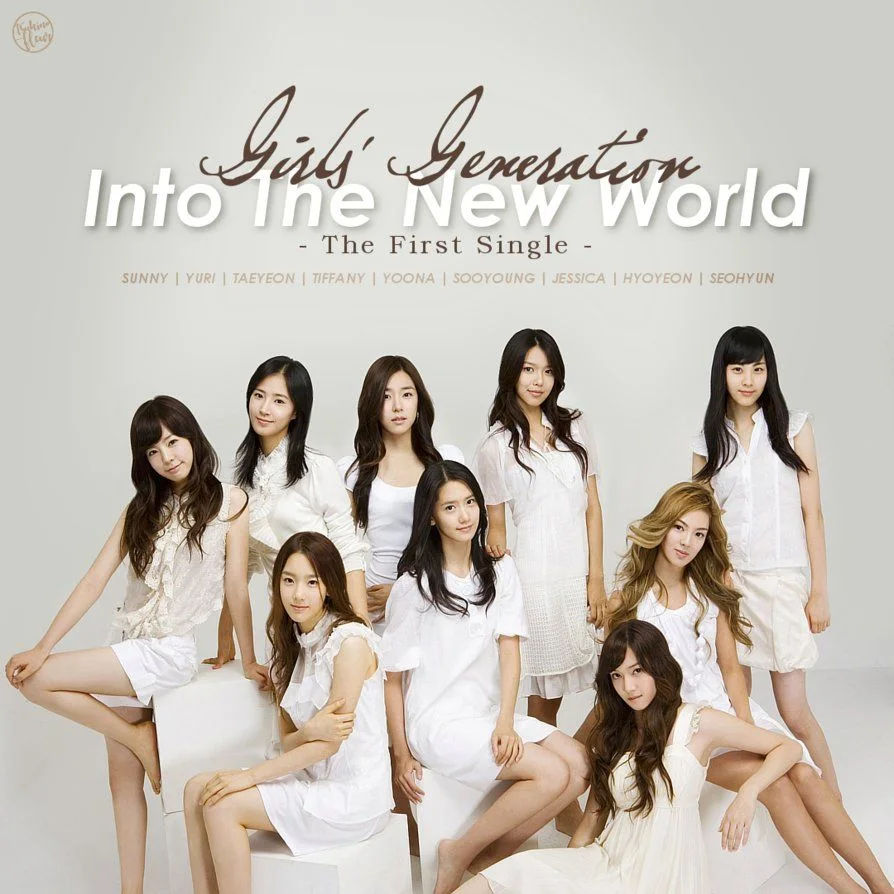 Girls' Generation
Into The New World
- The First Single -
SUNNY | YURI | TAEYEON | TIFFANY | YOONA | SOOYOUNG | JESSICA | HYOYEON | SEOHYUN